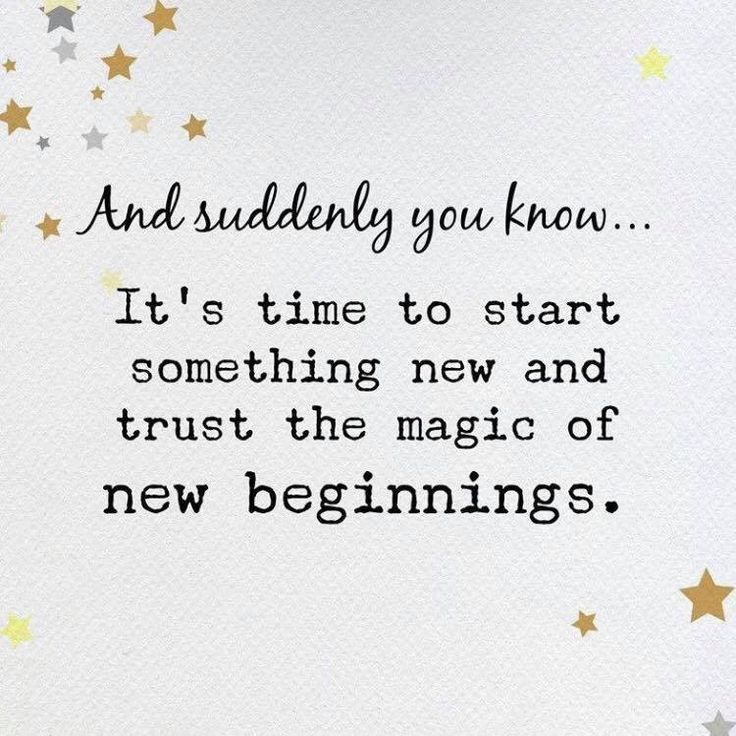 And suddenly you know...
It's time to start
something new and
trust the magic of
new beginnings.